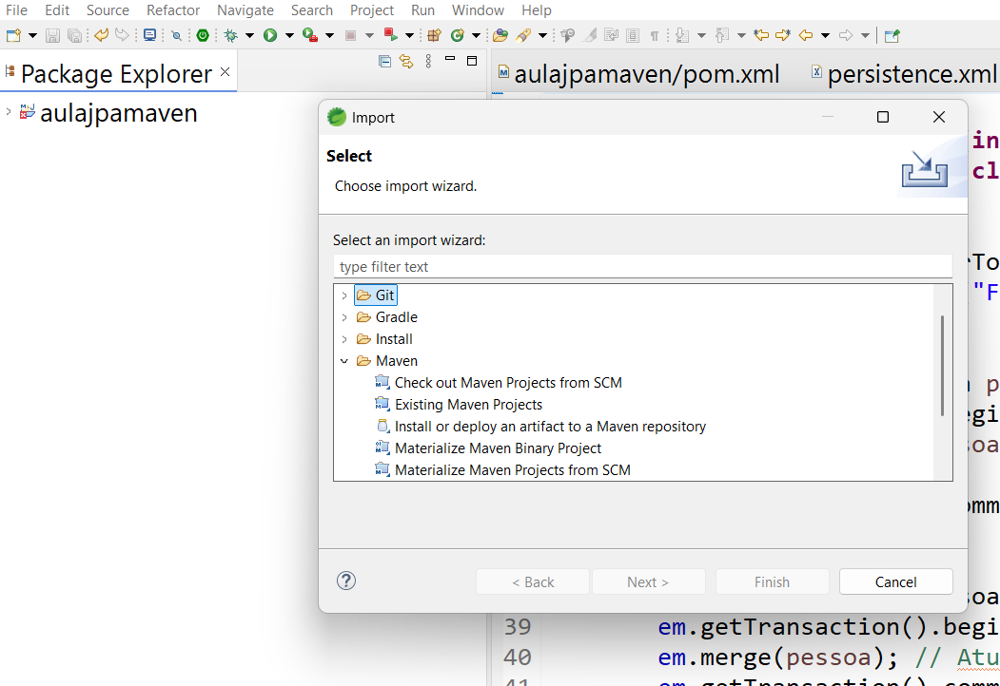 File Edit Source Refactor Navigate Search Project Run Window Help
Package Explorer
aulajpamaven/pom.xml persistence.xml
aulajpamaven
Import
Select
Choose import wizard.
Select an import wizard:
type filter text
Git
Gradle
Install
Maven
Check out Maven Projects from SCM
Existing Maven Projects
Install or deploy an artifact to a Maven repository
Materialize Maven Binary Project
Materialize Maven Projects from SCM
< Back Next > Finish Cancel
in
cl
To
("F
p
egi
soa
omm
soa
39 em.getTransaction().begi
40 em.merge(pessoa); // Atu